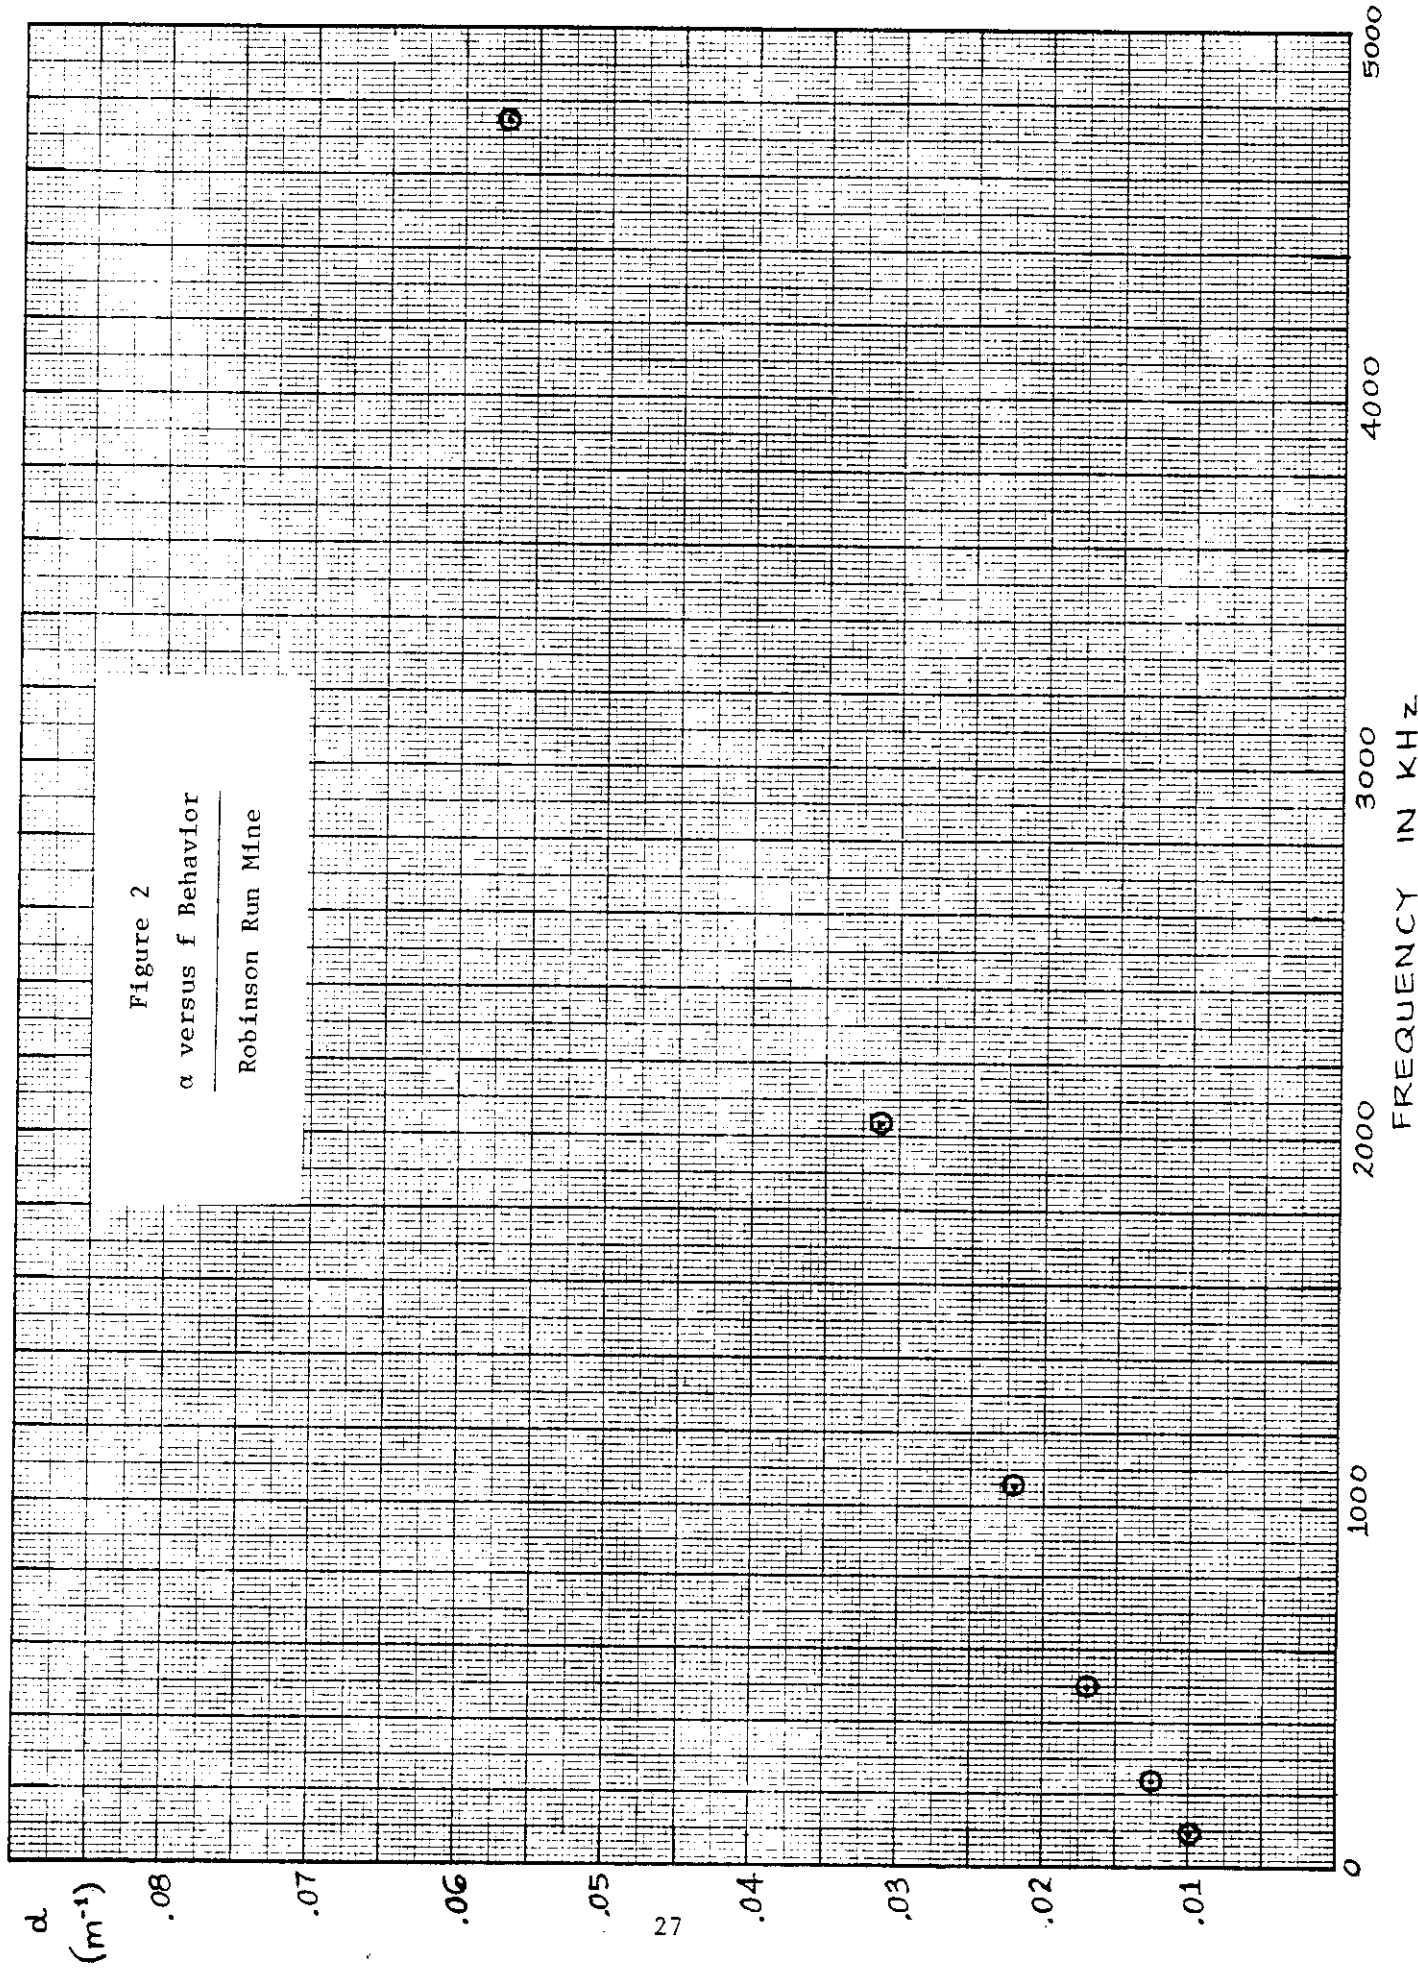 Figure 2
α versus f Behavior
Robinson Run Mine
α
(m⁻¹)
.08
.07
.06
.05
.04
.03
.02
.01
0
1000
2000
3000
4000
5000
FREQUENCY IN KHz
27